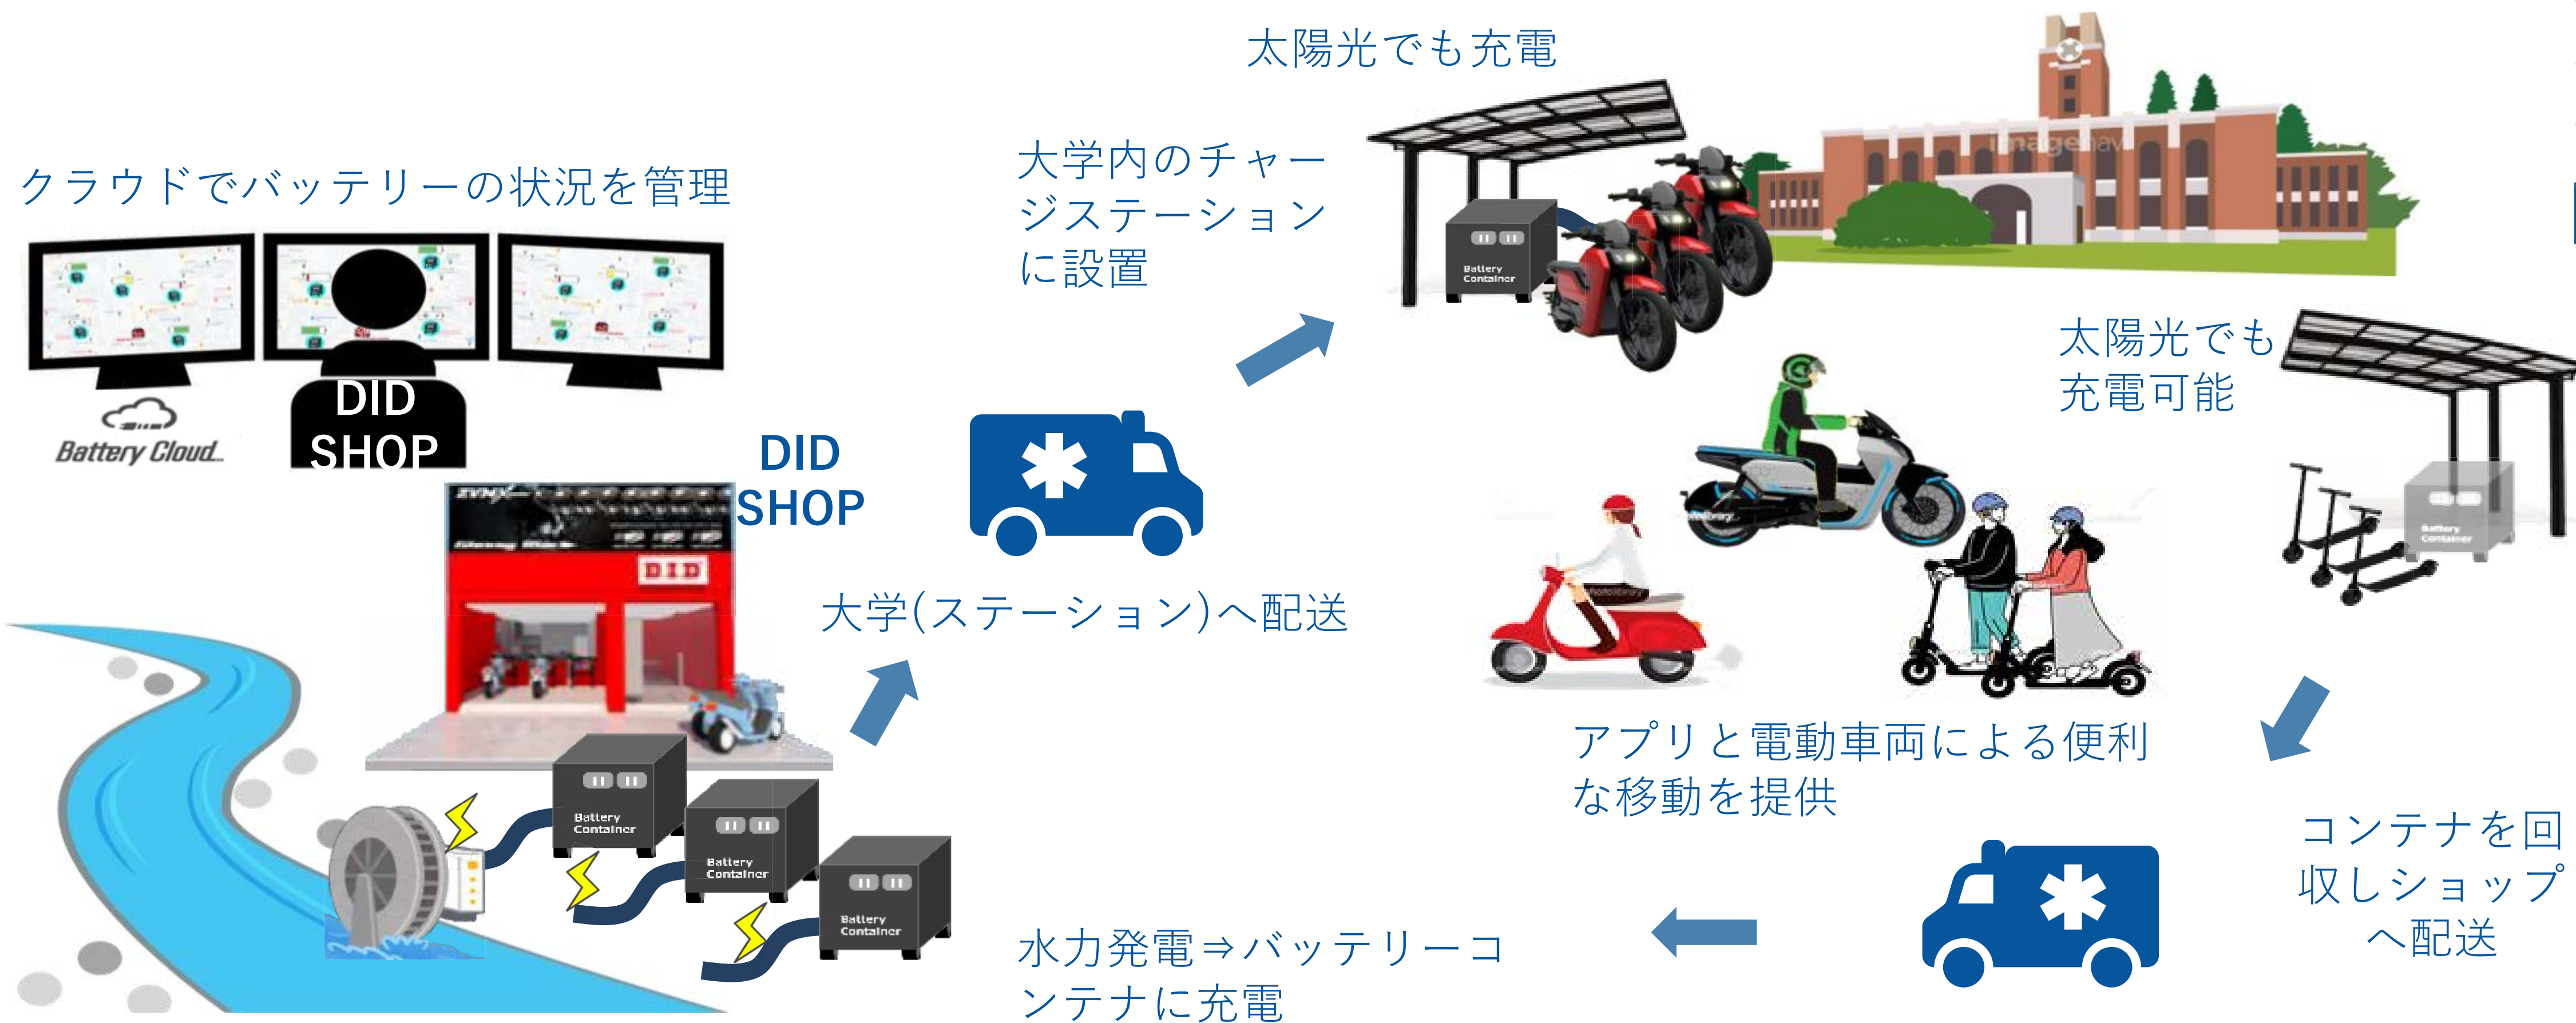 太陽光でも充電
大学内のチャー
ジステーション
に設置
クラウドでバッテリーの状況を管理
Battery Cloud
DID
SHOP
DID
SHOP
DID
Battery
Container
imagenavi
太陽光でも
充電可能
Battery
Container
大学(ステーション)へ配送
アプリと電動車両による便利
な移動を提供
コンテナを回
収しショップ
へ配送
Battery
Container
Battery
Container
Battery
Container
水力発電⇒バッテリーコ
ンテナに充電